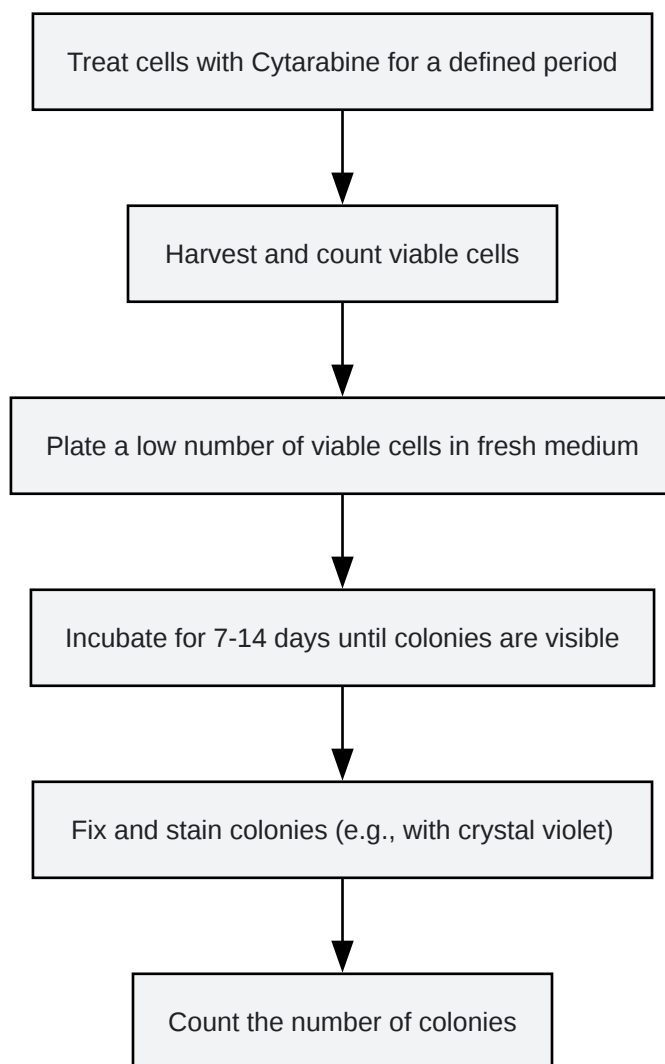 Treat cells with Cytarabine for a defined period
Harvest and count viable cells
Plate a low number of viable cells in fresh medium
Incubate for 7-14 days until colonies are visible
Fix and stain colonies (e.g., with crystal violet)
Count the number of colonies